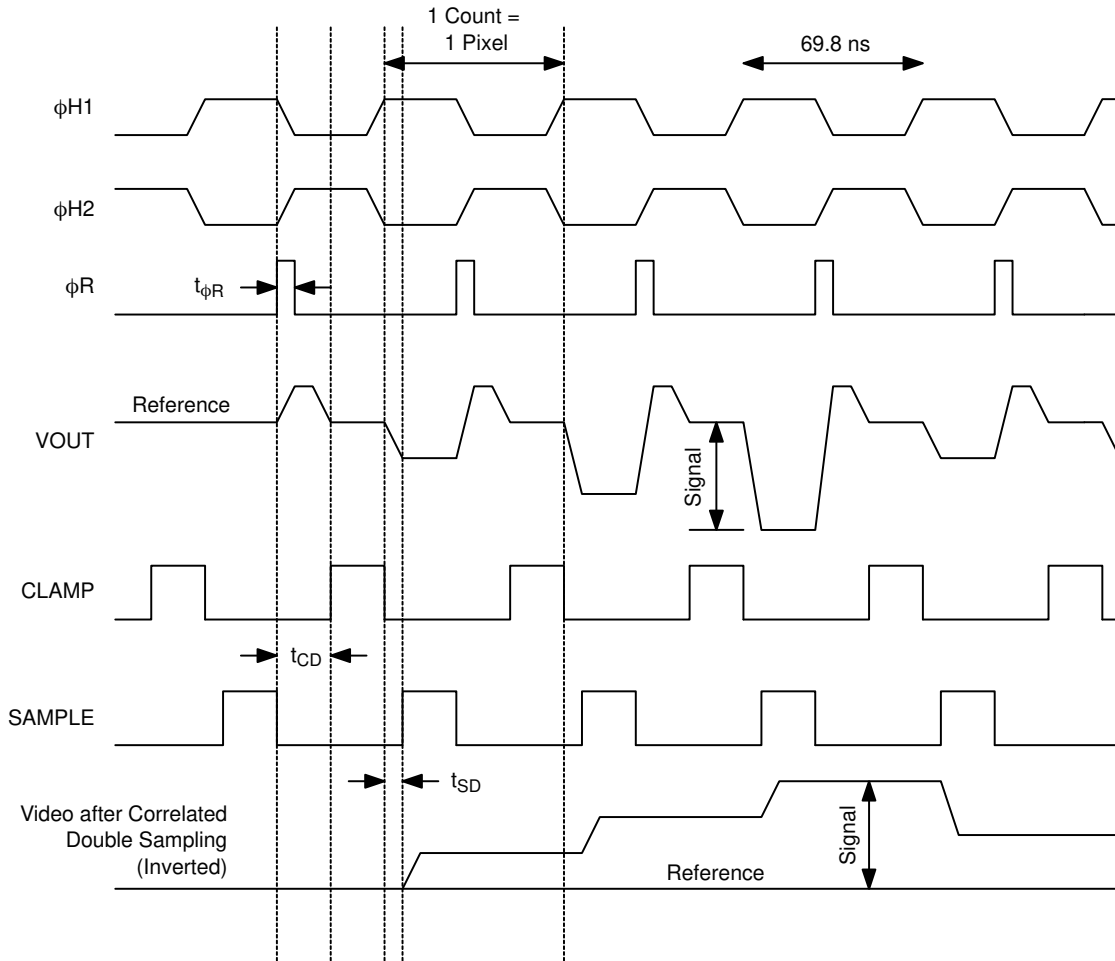 1 Count =
1 Pixel
69.8 ns
ϕH1
ϕH2
ϕR
tϕR
Reference
VOUT
Signal
CLAMP
tCD
SAMPLE
tSD
Video after Correlated
Double Sampling
(Inverted)
Signal
Reference